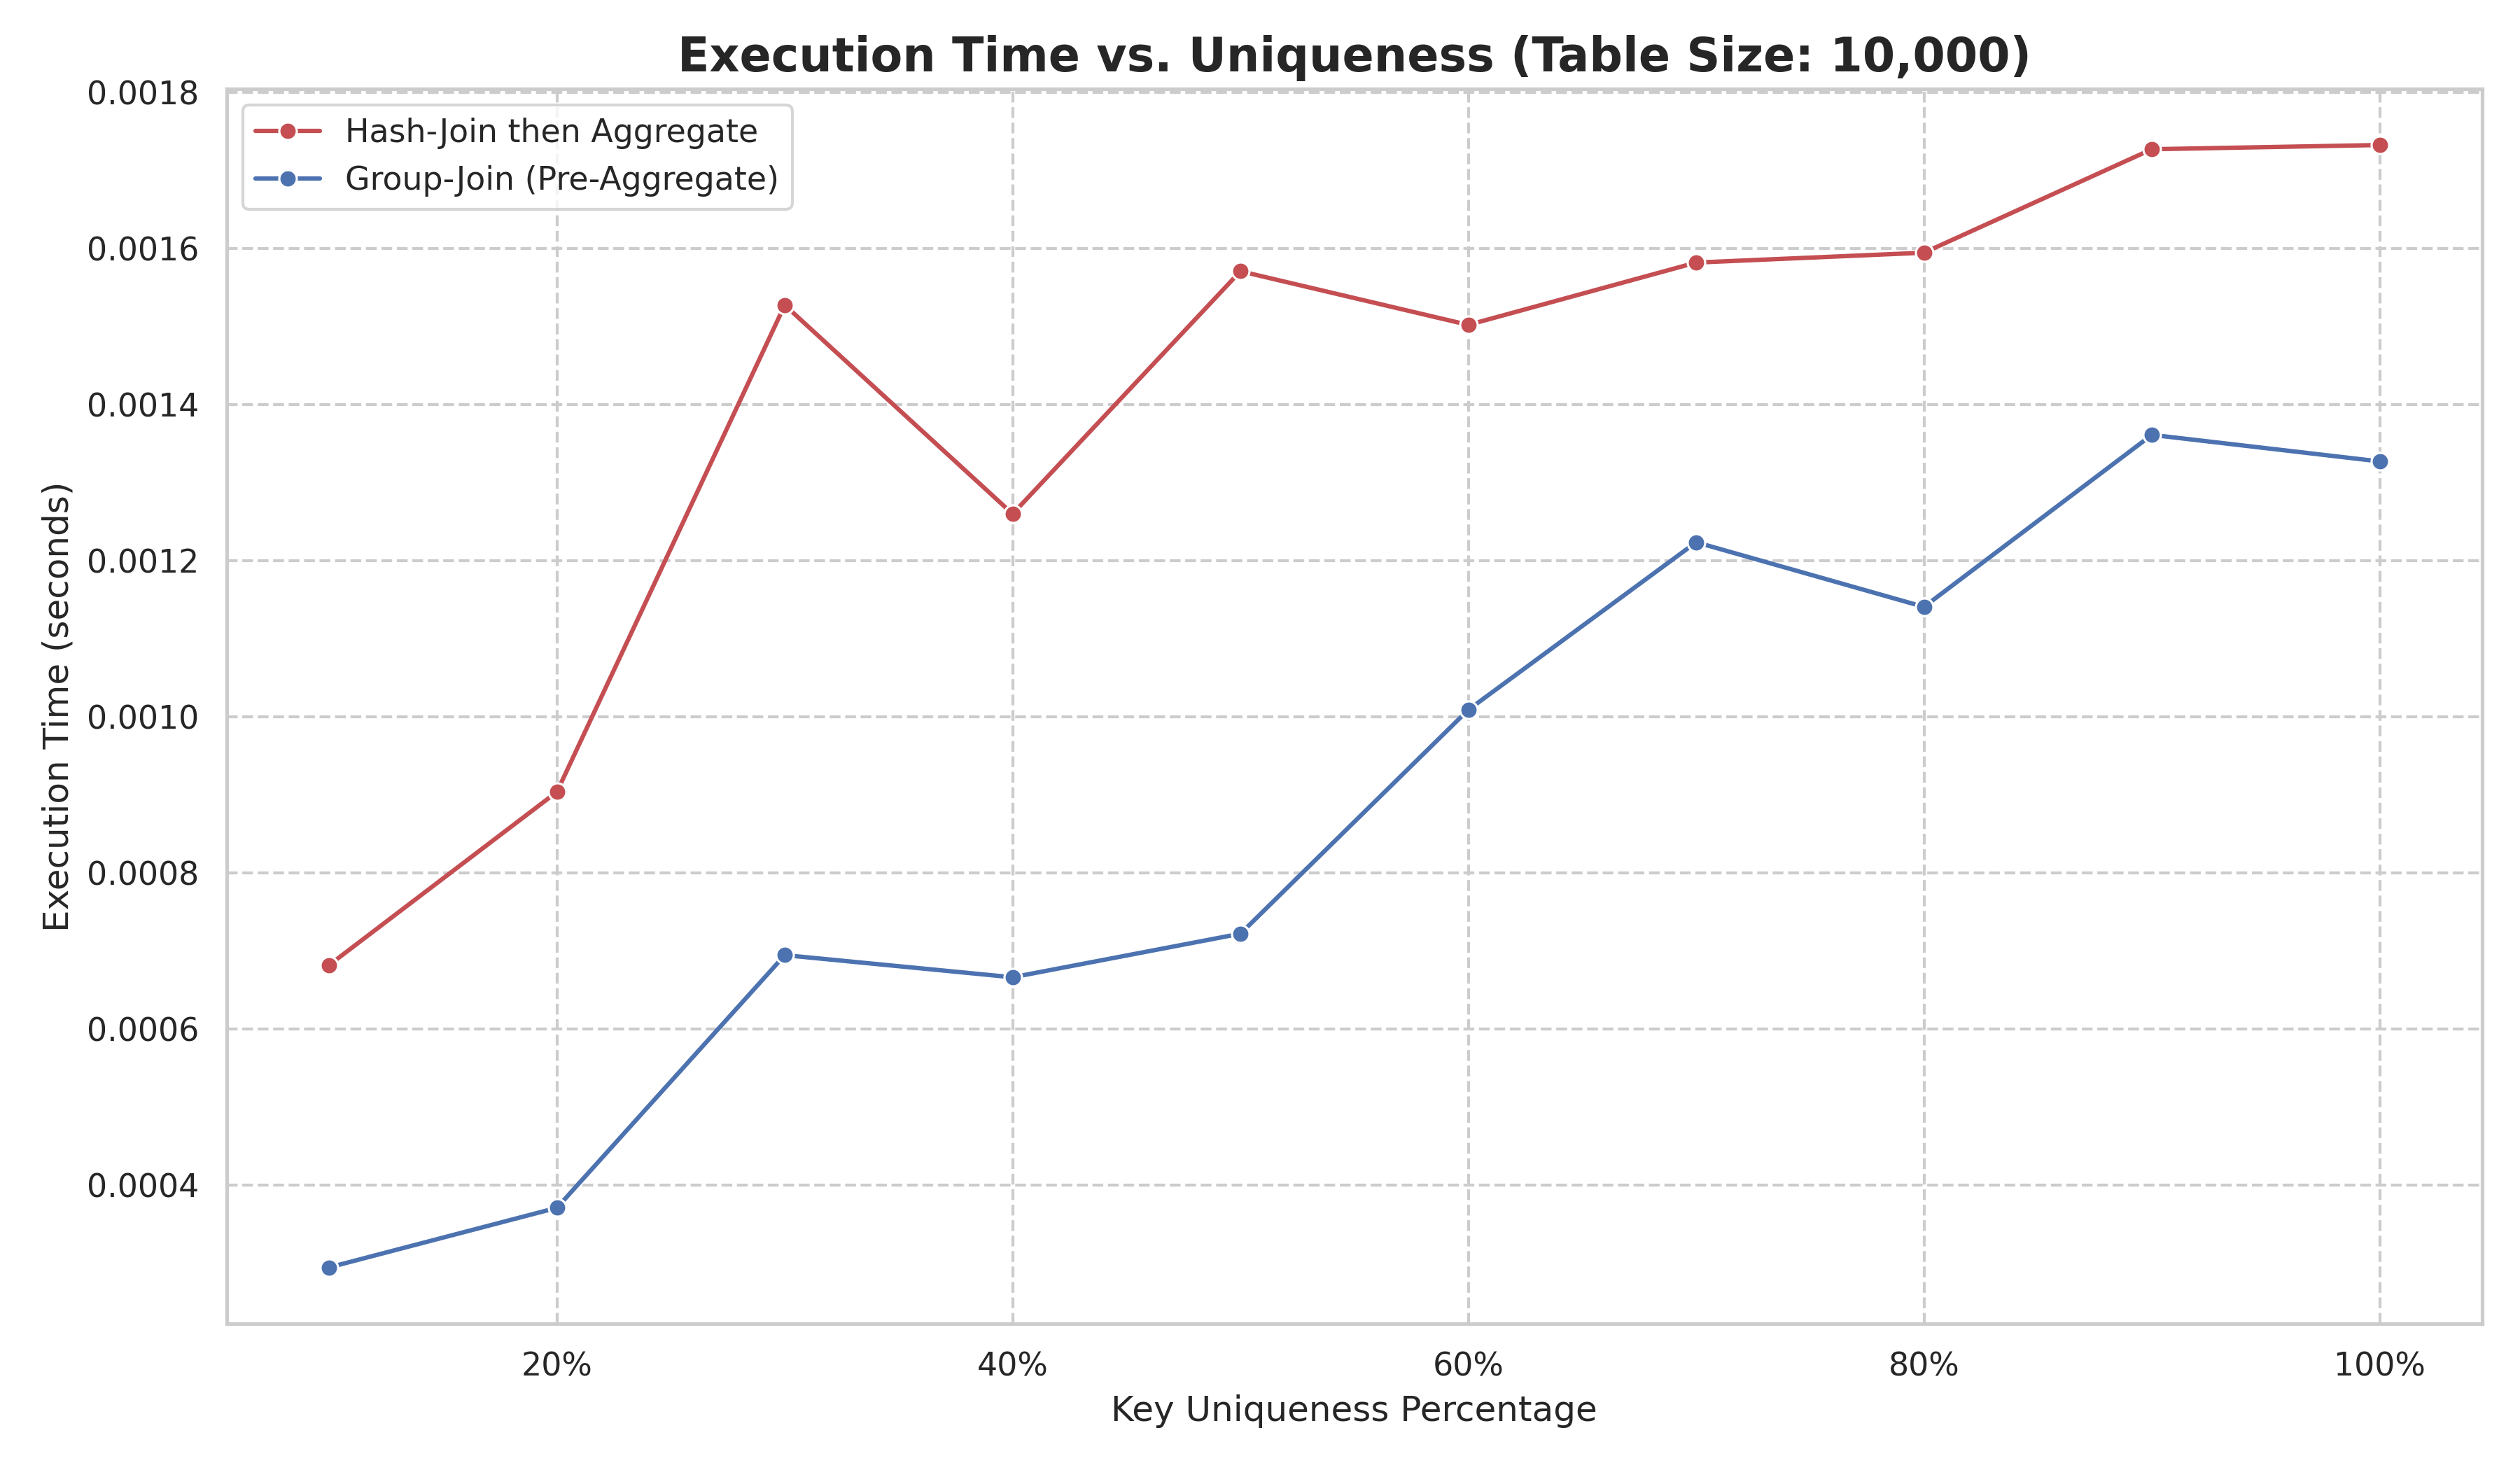 Execution Time vs. Uniqueness (Table Size: 10,000)
Hash-Join then Aggregate
Group-Join (Pre-Aggregate)
Execution Time (seconds)
0.0018
0.0016
0.0014
0.0012
0.0010
0.0008
0.0006
0.0004
20% 40% 60% 80% 100%
Key Uniqueness Percentage